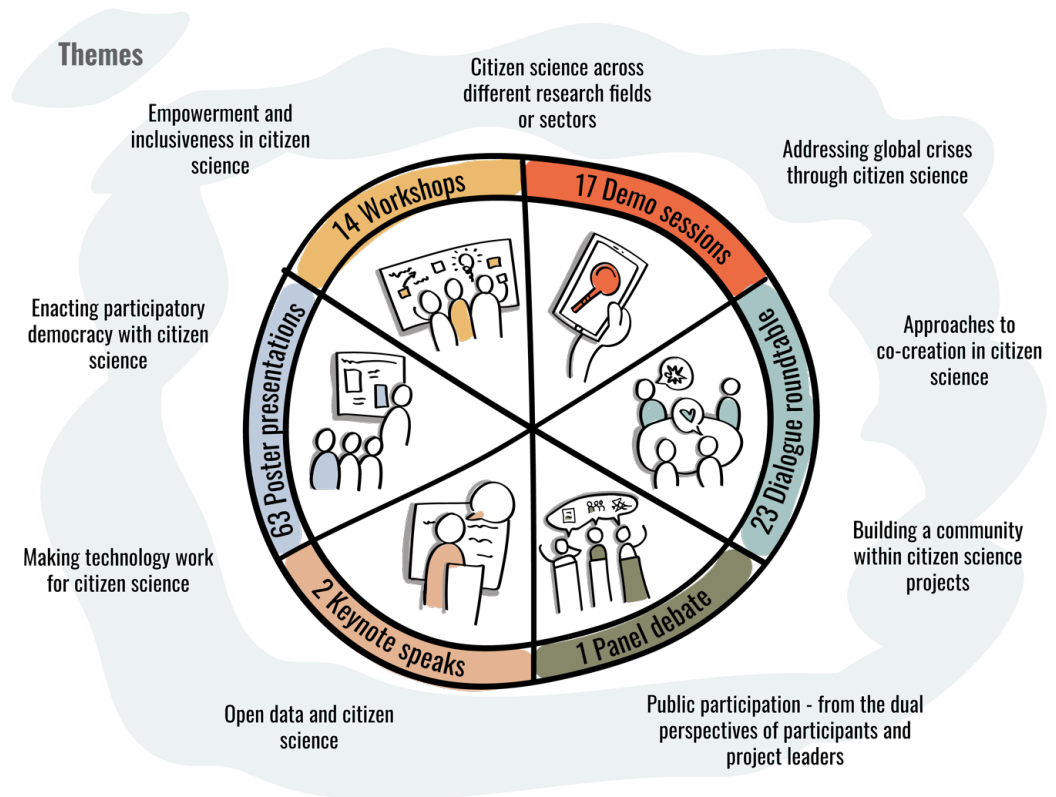 Themes
Citizen science across
different research fields
or sectors
Empowerment and
inclusiveness in citizen
science
Addressing global crises
through citizen science
14 Workshops
17 Demo sessions
Enacting participatory
democracy with citizen
science
Approaches to
co-creation in citizen
science
63 Poster presentations
23 Dialogue roundtable
Making technology work
for citizen science
Building a community
within citizen science
projects
2 Keynote speaks
1 Panel debate
Open data and citizen
science
Public participation - from the dual
perspectives of participants and
project leaders